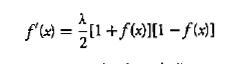 f'(x) = λ/2 [1 + f(x)][1 − f(x)]